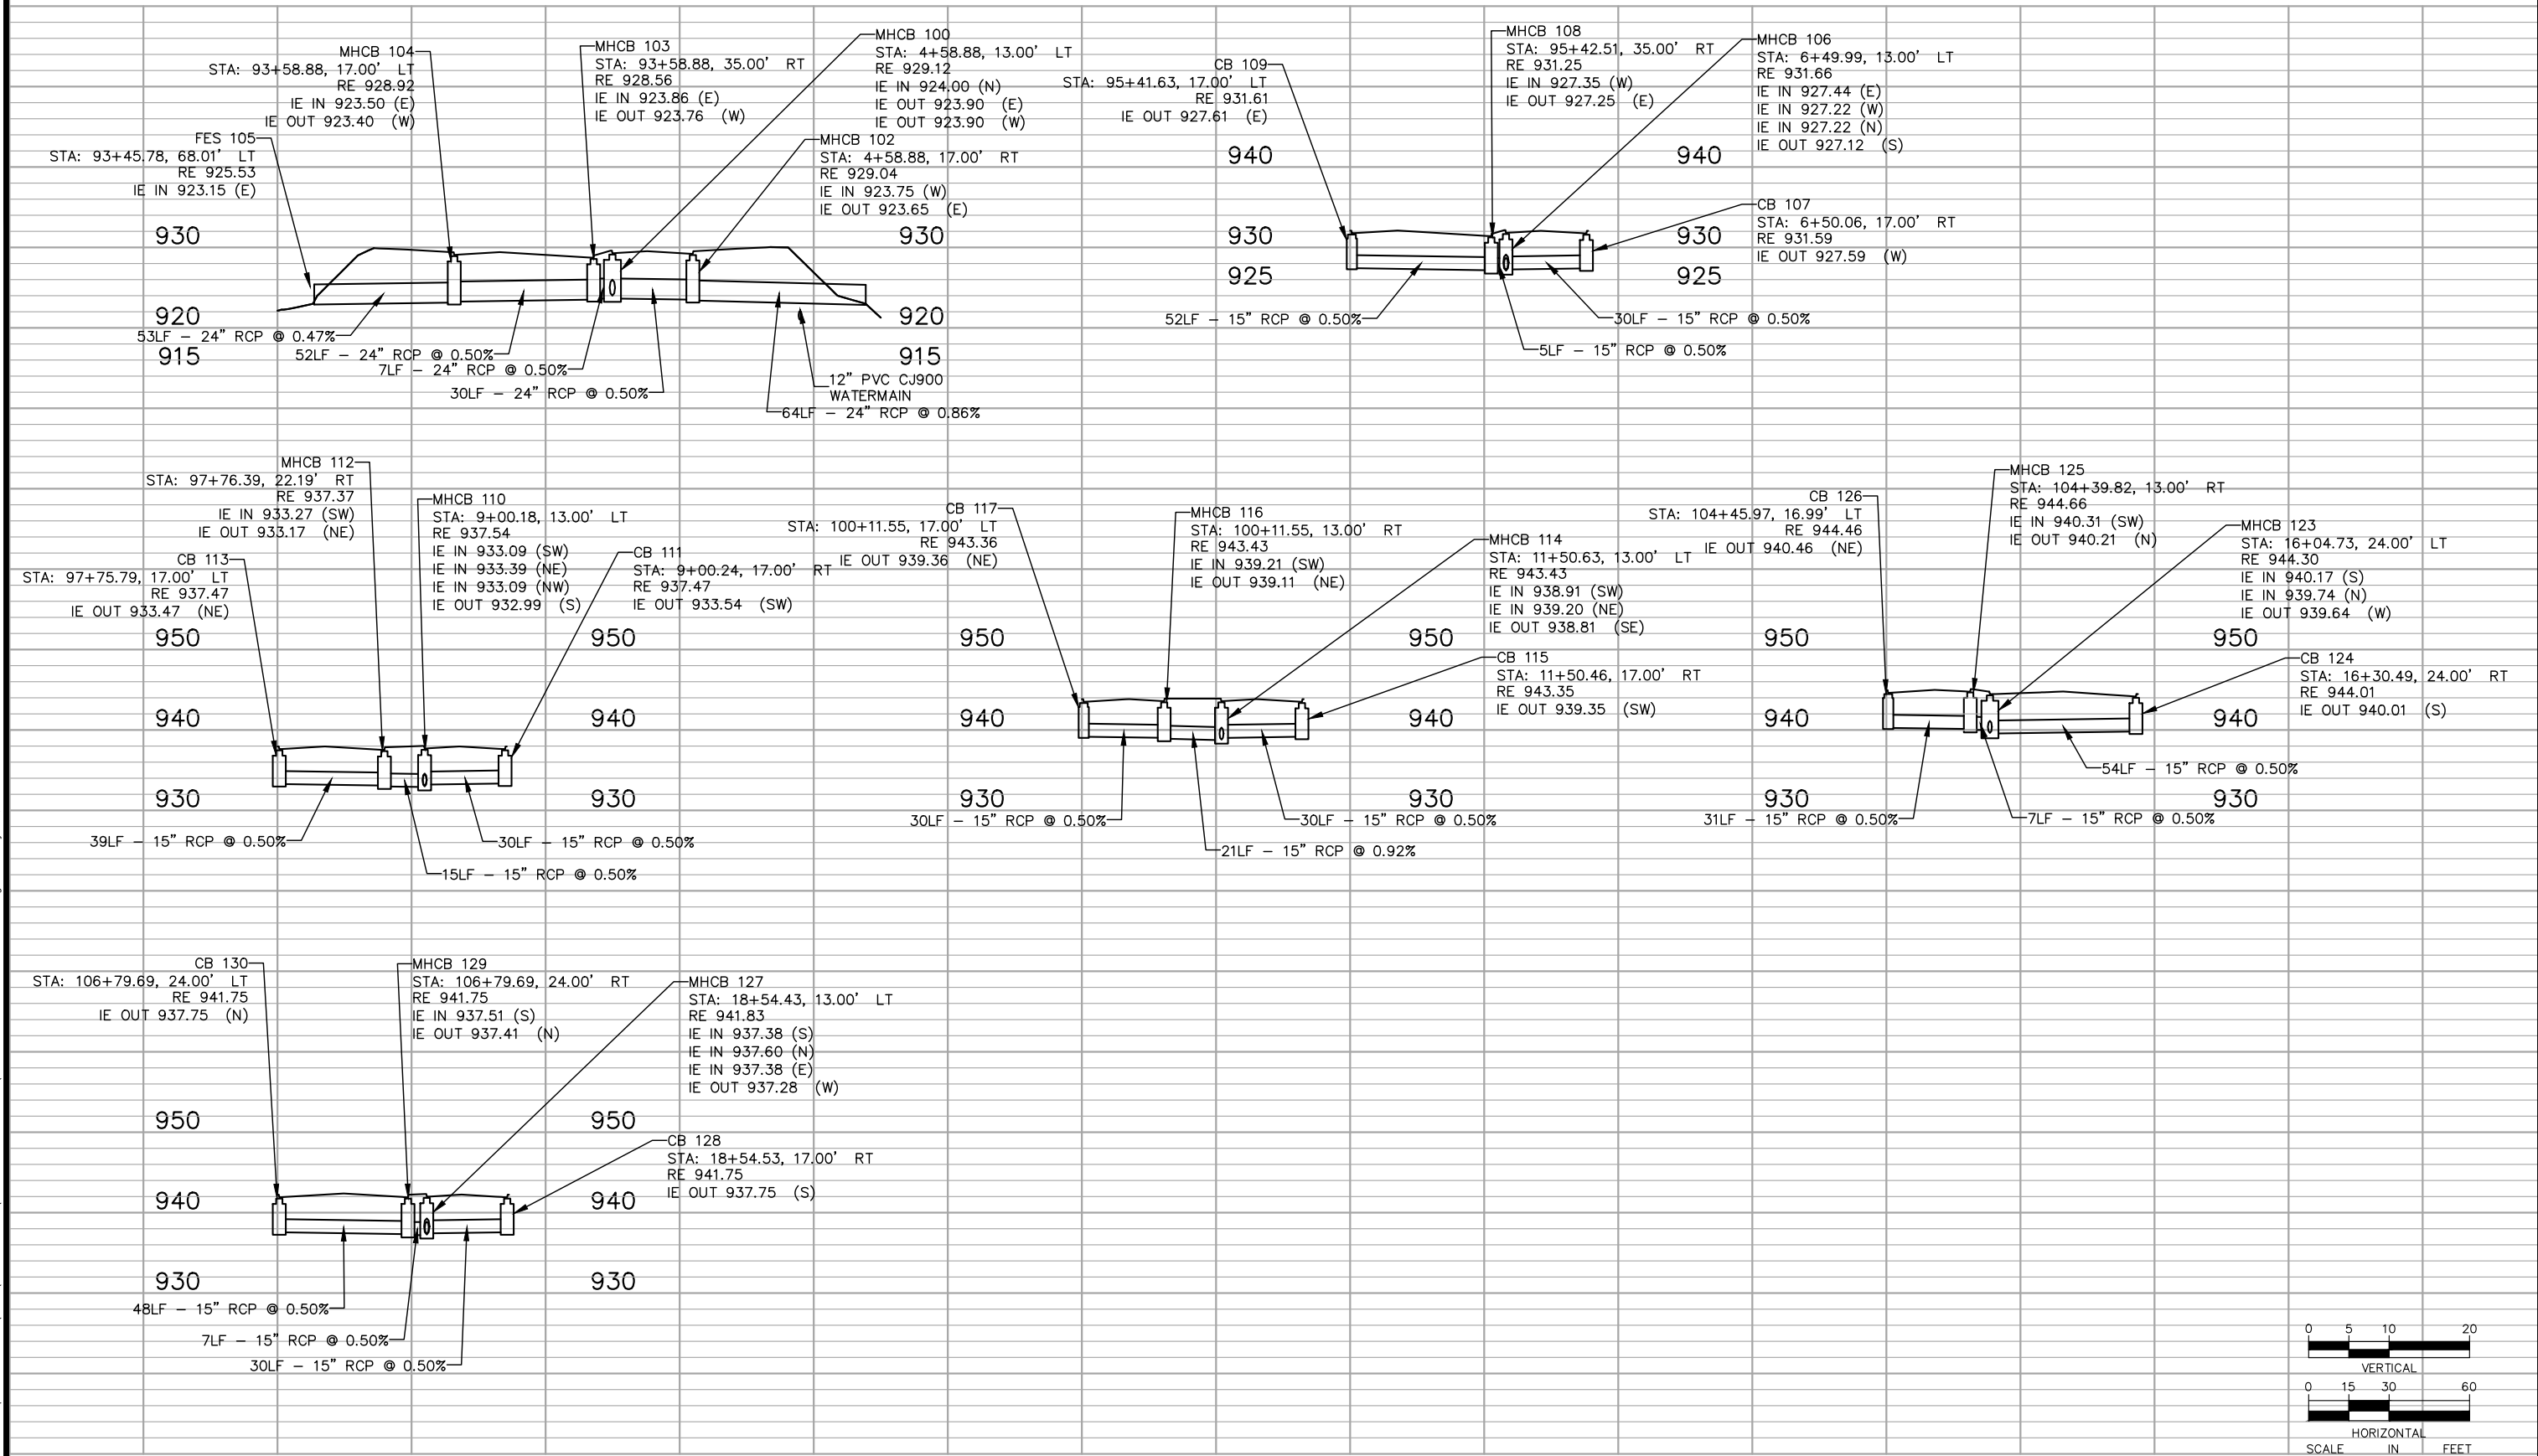 MHCB 104
STA: 93+58.88, 17.00' LT
RE 928.92
IE IN 923.50 (E)
IE OUT 923.40 (W)
FES 105
STA: 93+45.78, 68.01' LT
RE 925.53
IE IN 923.15 (E)
MHCB 103
STA: 93+58.88, 35.00' RT
RE 928.56
IE IN 923.86 (E)
IE OUT 923.76 (W)
MHCB 100
STA: 4+58.88, 13.00' LT
RE 929.12
IE IN 924.00 (N)
IE OUT 923.90 (E)
IE OUT 923.90 (W)
MHCB 102
STA: 4+58.88, 17.00' RT
RE 929.04
IE IN 923.75 (W)
IE OUT 923.65 (E)
930
930
920
920
915
915
53LF – 24" RCP @ 0.47%
52LF – 24" RCP @ 0.50%
7LF – 24" RCP @ 0.50%
30LF – 24" RCP @ 0.50%
12" PVC CJ900
WATERMAIN
64LF – 24" RCP @ 0.86%
CB 109
STA: 95+41.63, 17.00' LT
RE 931.61
IE OUT 927.61 (E)
MHCB 108
STA: 95+42.51, 35.00' RT
RE 931.25
IE IN 927.35 (W)
IE OUT 927.25 (E)
MHCB 106
STA: 6+49.99, 13.00' LT
RE 931.66
IE IN 927.44 (E)
IE IN 927.22 (W)
IE IN 927.22 (N)
IE OUT 927.12 (S)
CB 107
STA: 6+50.06, 17.00' RT
RE 931.59
IE OUT 927.59 (W)
940
940
930
930
925
925
52LF – 15" RCP @ 0.50%
30LF – 15" RCP @ 0.50%
5LF – 15" RCP @ 0.50%
MHCB 112
STA: 97+76.39, 22.19' RT
RE 937.37
IE IN 933.27 (SW)
IE OUT 933.17 (NE)
CB 113
STA: 97+75.79, 17.00' LT
RE 937.47
IE OUT 933.47 (NE)
MHCB 110
STA: 9+00.18, 13.00' LT
RE 937.54
IE IN 933.09 (SW)
IE IN 933.39 (NE)
IE IN 933.09 (NW)
IE OUT 932.99 (S)
CB 111
STA: 9+00.24, 17.00' RT
RE 937.47
IE OUT 933.54 (SW)
950
950
940
940
930
930
39LF – 15" RCP @ 0.50%
30LF – 15" RCP @ 0.50%
15LF – 15" RCP @ 0.50%
CB 117
STA: 100+11.55, 17.00' LT
RE 943.36
IE OUT 939.36 (NE)
MHCB 116
STA: 100+11.55, 13.00' RT
RE 943.43
IE IN 939.21 (SW)
IE OUT 939.11 (NE)
MHCB 114
STA: 11+50.63, 13.00' LT
RE 943.43
IE IN 938.91 (SW)
IE IN 939.20 (NE)
IE OUT 938.81 (SE)
CB 115
STA: 11+50.46, 17.00' RT
RE 943.35
IE OUT 939.35 (SW)
950
950
940
940
930
930
30LF – 15" RCP @ 0.50%
30LF – 15" RCP @ 0.50%
21LF – 15" RCP @ 0.92%
CB 126
STA: 104+45.97, 16.99' LT
RE 944.46
IE OUT 940.46 (NE)
MHCB 125
STA: 104+39.82, 13.00' RT
RE 944.66
IE IN 940.31 (SW)
IE OUT 940.21 (N)
MHCB 123
STA: 16+04.73, 24.00' LT
RE 944.30
IE IN 940.17 (S)
IE IN 939.74 (N)
IE OUT 939.64 (W)
CB 124
STA: 16+30.49, 24.00' RT
RE 944.01
IE OUT 940.01 (S)
950
950
940
940
930
930
54LF – 15" RCP @ 0.50%
31LF – 15" RCP @ 0.50%
7LF – 15" RCP @ 0.50%
CB 130
STA: 106+79.69, 24.00' LT
RE 941.75
IE OUT 937.75 (N)
MHCB 129
STA: 106+79.69, 24.00' RT
RE 941.75
IE IN 937.51 (S)
IE OUT 937.41 (N)
MHCB 127
STA: 18+54.43, 13.00' LT
RE 941.83
IE IN 937.38 (S)
IE IN 937.60 (N)
IE IN 937.38 (E)
IE OUT 937.28 (W)
CB 128
STA: 18+54.53, 17.00' RT
RE 941.75
IE OUT 937.75 (S)
950
950
940
940
930
930
48LF – 15" RCP @ 0.50%
7LF – 15" RCP @ 0.50%
30LF – 15" RCP @ 0.50%
0 5 10 20
VERTICAL
0 15 30 60
HORIZONTAL
SCALE IN FEET